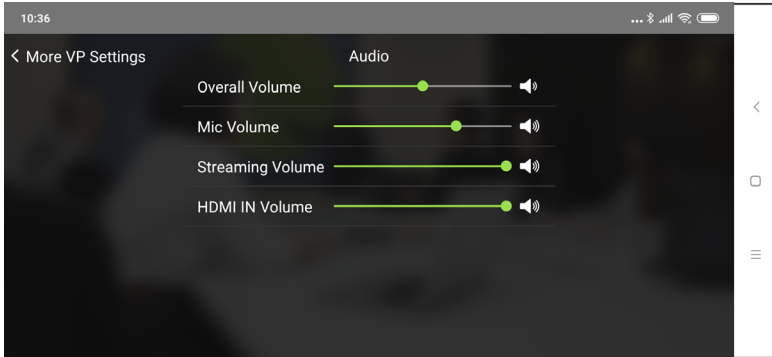 10:36
More VP Settings
Audio
Overall Volume
Mic Volume
Streaming Volume
HDMI IN Volume